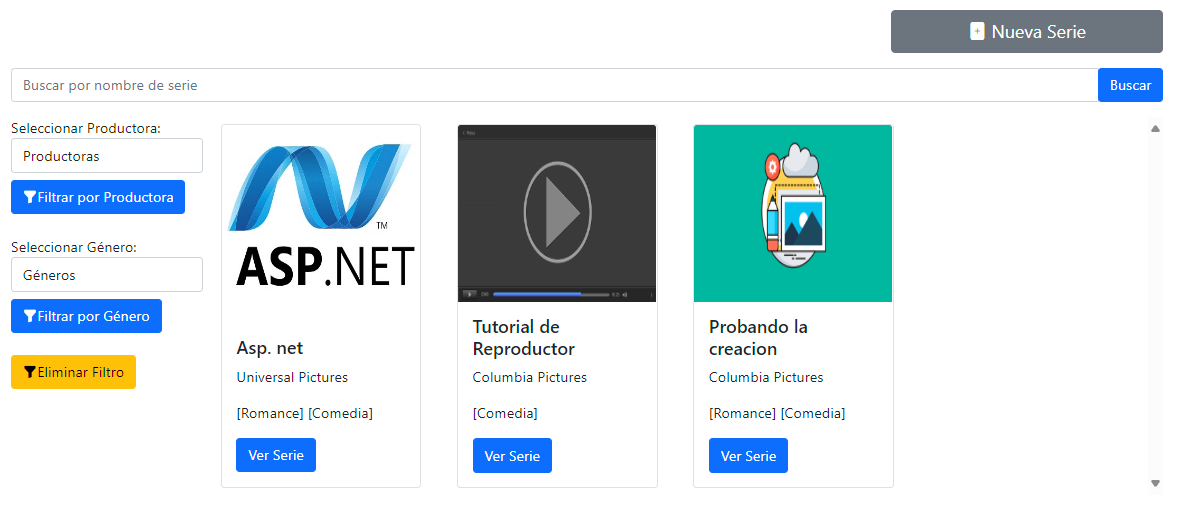 Nueva Serie
Buscar por nombre de serie
Buscar
Seleccionar Productora:
Productoras
Filtrar por Productora
Seleccionar Género:
Géneros
Filtrar por Género
Eliminar Filtro
TM
ASP.NET
Asp. net
Universal Pictures
[Romance] [Comedia]
Ver Serie
Tutorial de
Reproductor
Columbia Pictures
[Comedia]
Ver Serie
Probando la
creacion
Columbia Pictures
[Romance] [Comedia]
Ver Serie